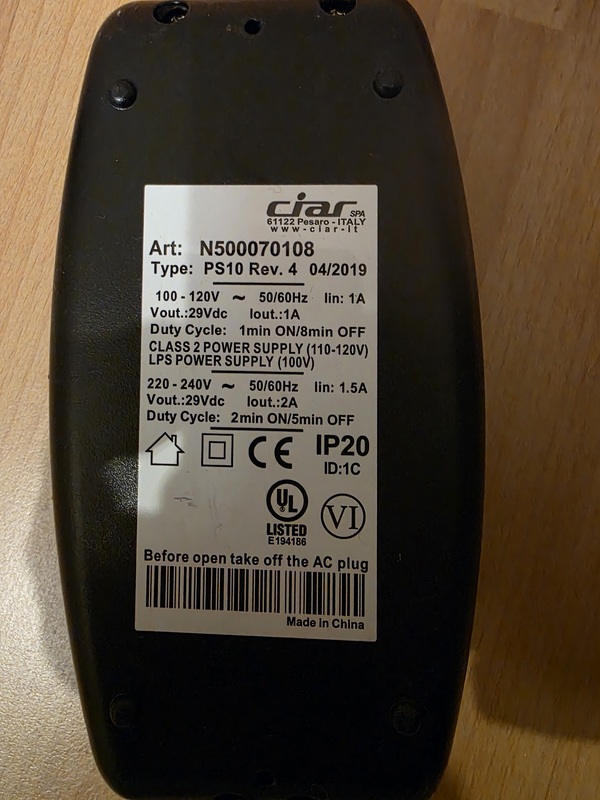 ciar SPA
61122 Pesaro - ITALY
www-ciar-it
Art: N500070108
Type: PS10 Rev. 4 04/2019
100 - 120V ~ 50/60Hz Iin: 1A
Vout.:29Vdc Iout.:1A
Duty Cycle: 1min ON/8min OFF
CLASS 2 POWER SUPPLY (110-120V)
LPS POWER SUPPLY (100V)
220 - 240V ~ 50/60Hz Iin: 1.5A
Vout.:29Vdc Iout.:2A
Duty Cycle: 2min ON/5min OFF
CE IP20
ID:1C
UL VI
LISTED
E194186
Before open take off the AC plug
Made in China